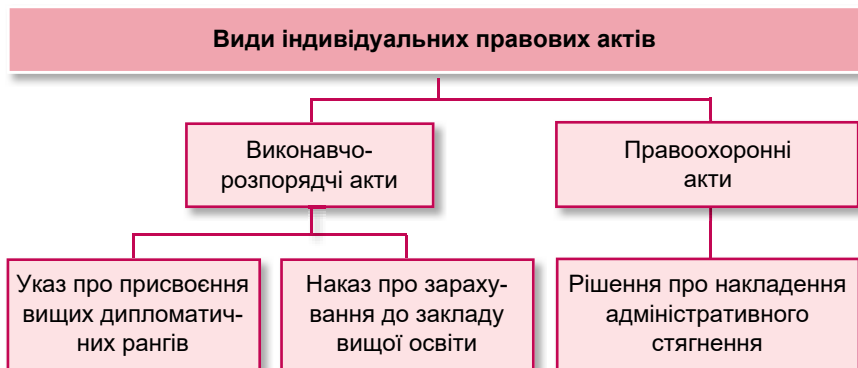 Види індивідуальних правових актів
Виконавчо-
розпорядчі акти
Правоохоронні
акти
Указ про присвоєння
вищих дипломатич-
них рангів
Наказ про зараху-
вання до закладу
вищої освіти
Рішення про накладення
адміністративного
стягнення